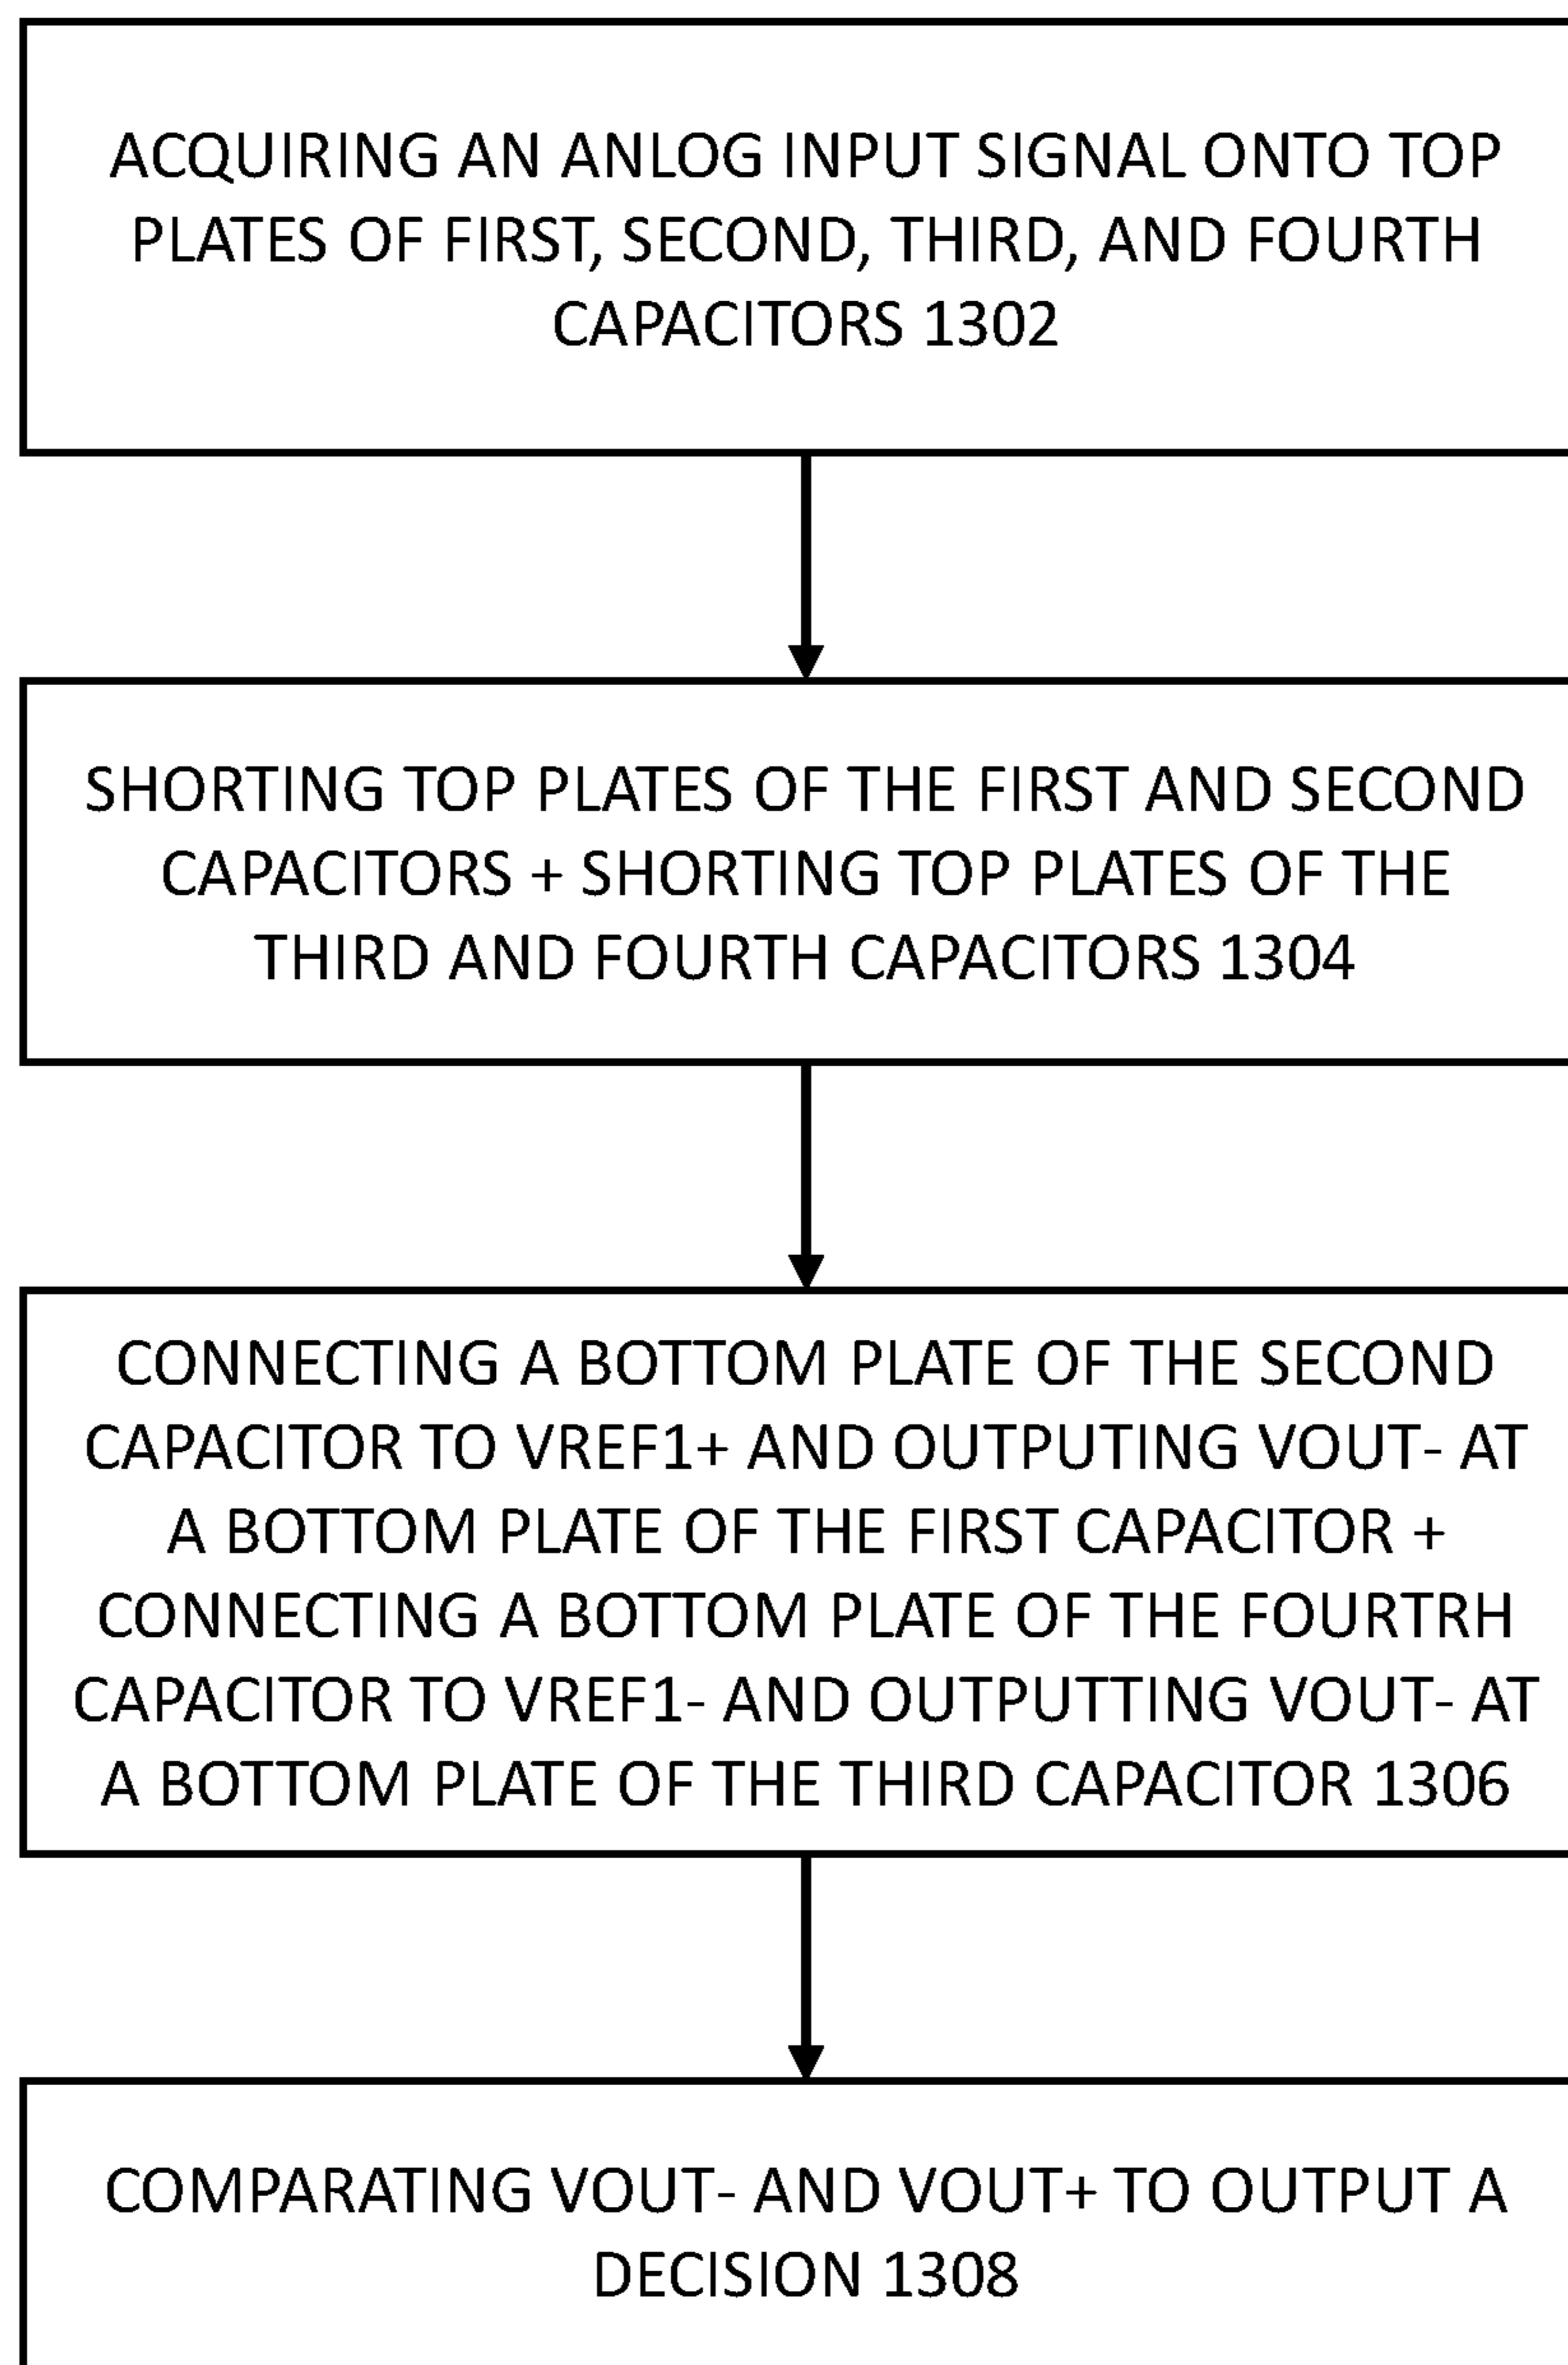 ACQUIRING AN ANLOG INPUT SIGNAL ONTO TOP
PLATES OF FIRST, SECOND, THIRD, AND FOURTH
CAPACITORS 1302
SHORTING TOP PLATES OF THE FIRST AND SECOND
CAPACITORS + SHORTING TOP PLATES OF THE
THIRD AND FOURTH CAPACITORS 1304
CONNECTING A BOTTOM PLATE OF THE SECOND
CAPACITOR TO VREF1+ AND OUTPUTING VOUT- AT
A BOTTOM PLATE OF THE FIRST CAPACITOR +
CONNECTING A BOTTOM PLATE OF THE FOURTRH
CAPACITOR TO VREF1- AND OUTPUTTING VOUT- AT
A BOTTOM PLATE OF THE THIRD CAPACITOR 1306
COMPARATING VOUT- AND VOUT+ TO OUTPUT A
DECISION 1308